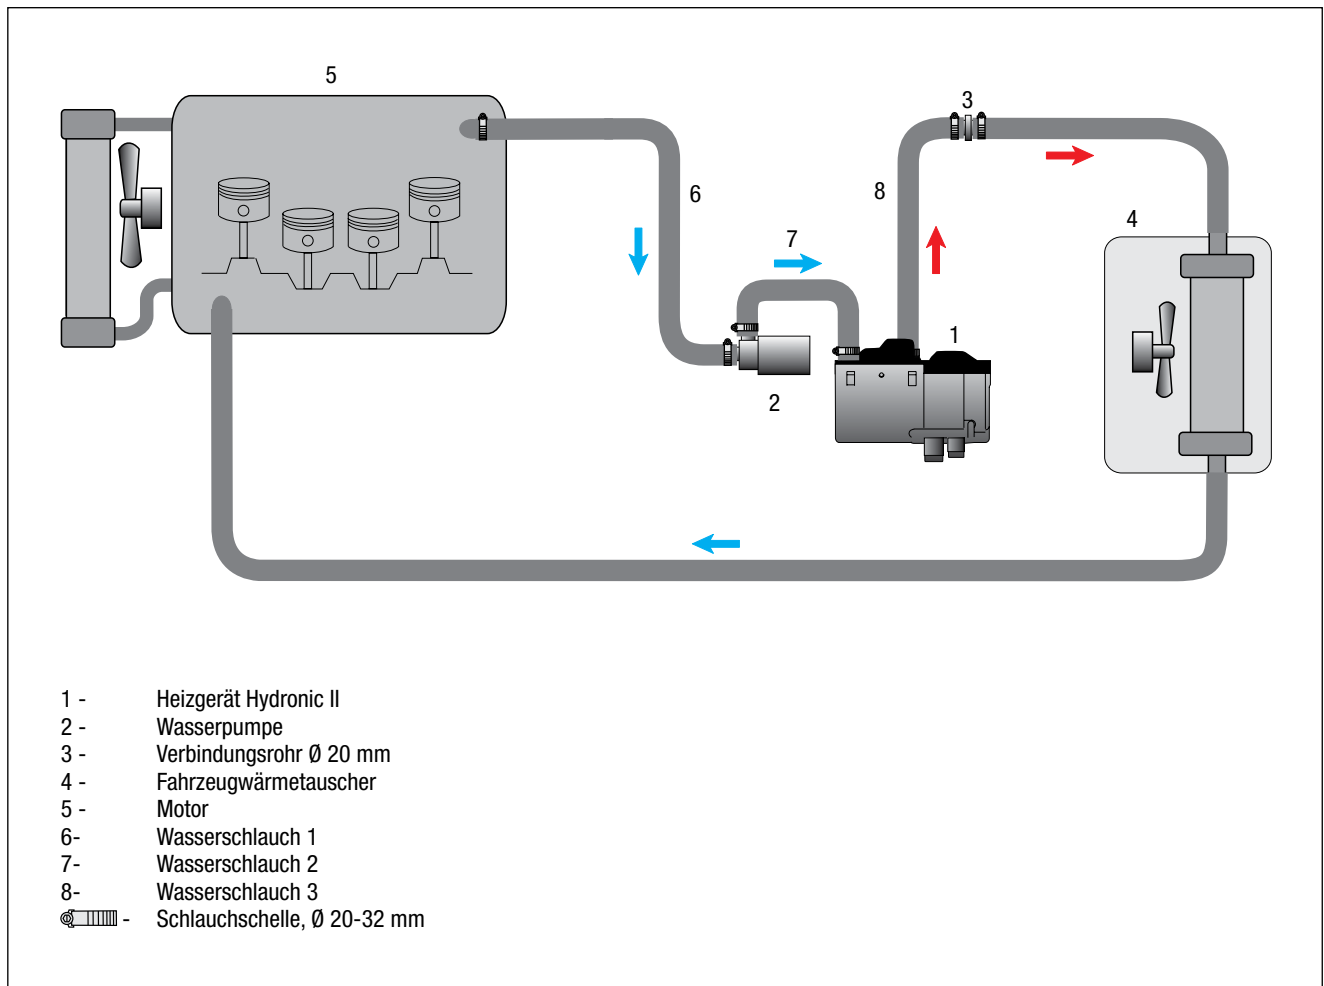 5
3
6
8
7
4
1
2
1 - Heizgerät Hydronic II
2 - Wasserpumpe
3 - Verbindungsrohr Ø 20 mm
4 - Fahrzeugwärmetauscher
5 - Motor
6- Wasserschlauch 1
7- Wasserschlauch 2
8- Wasserschlauch 3
- Schlauchschelle, Ø 20-32 mm